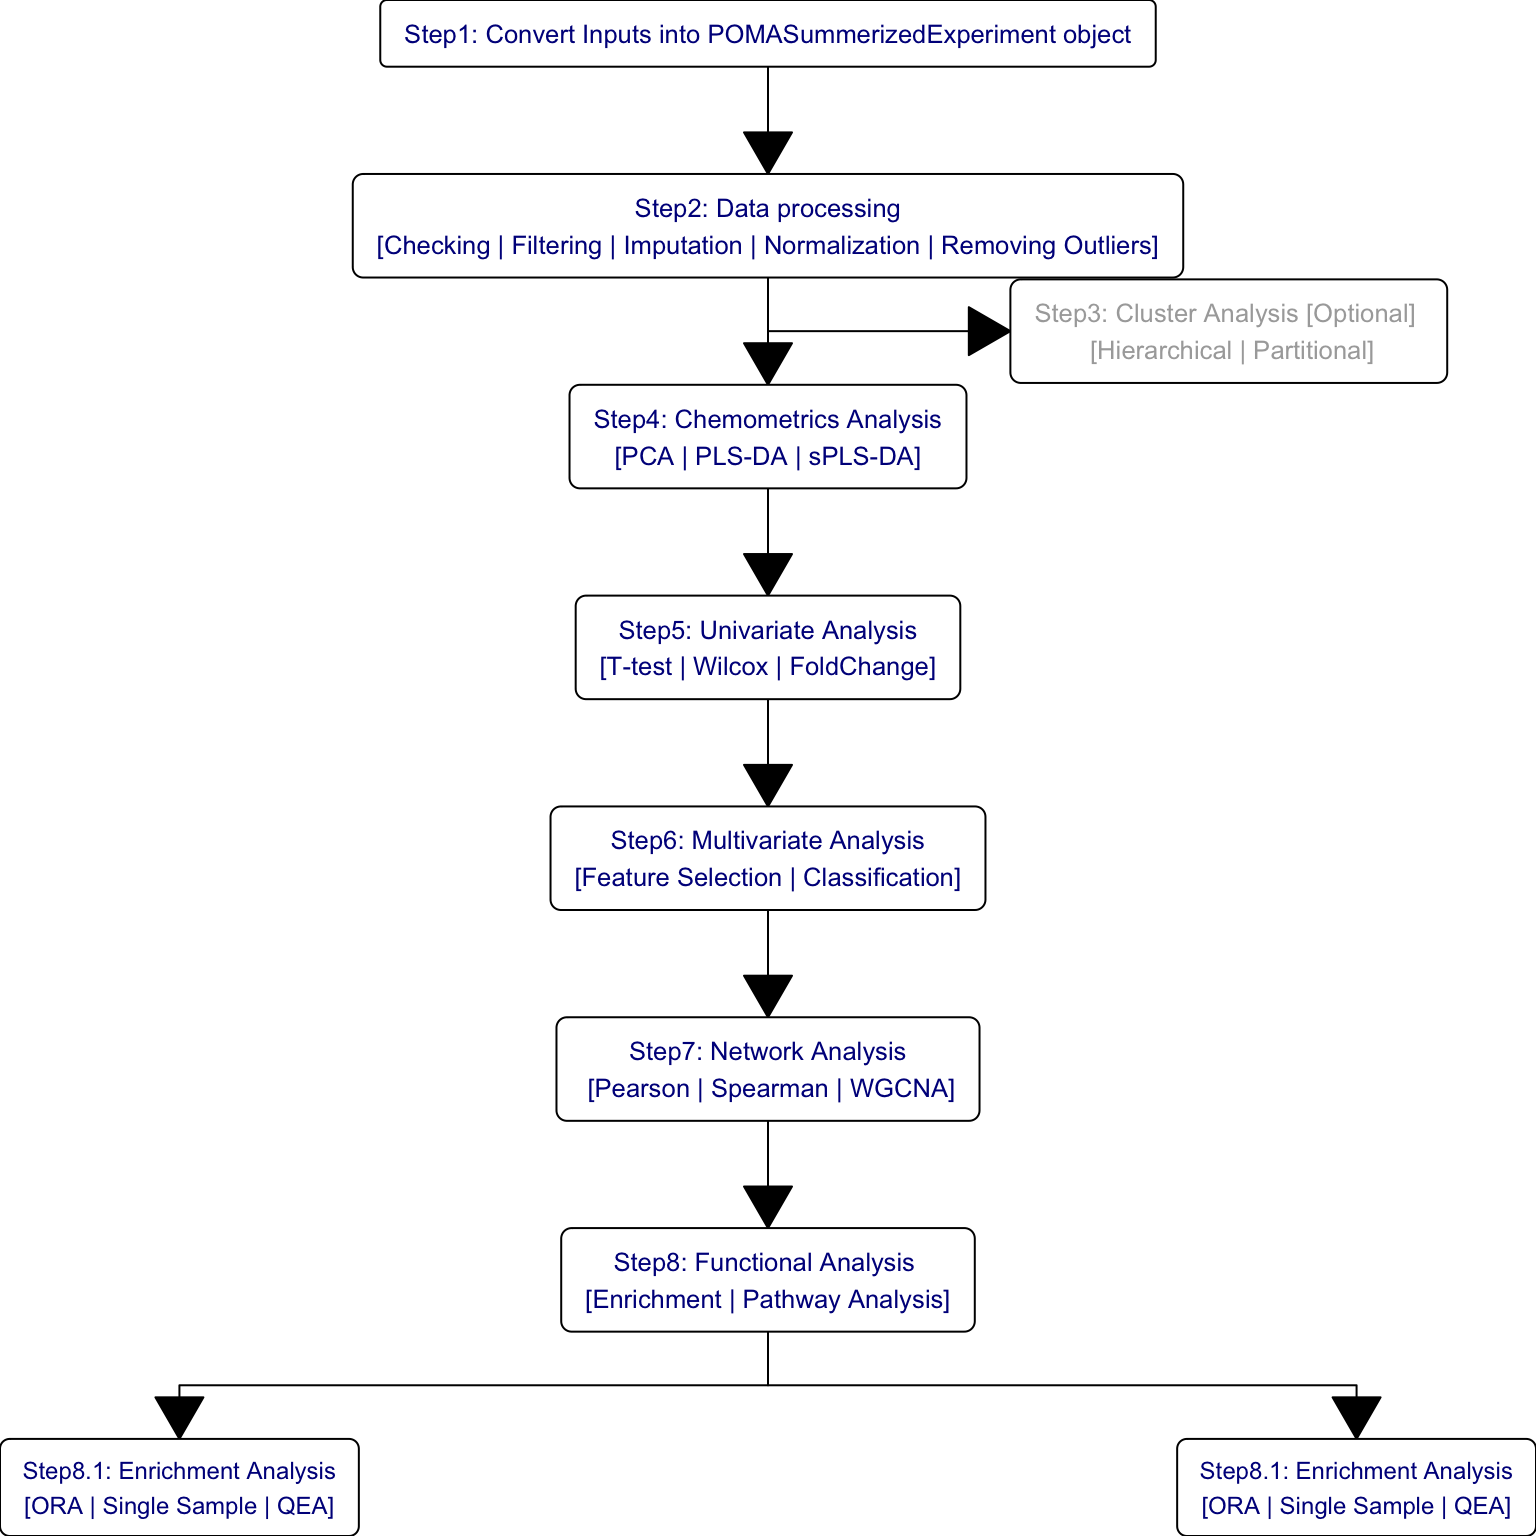 Step1: Convert Inputs into POMASummerizedExperiment object
Step2: Data processing
[Checking | Filtering | Imputation | Normalization | Removing Outliers]
Step3: Cluster Analysis [Optional]
[Hierarchical | Partitional]
Step4: Chemometrics Analysis
[PCA | PLS-DA | sPLS-DA]
Step5: Univariate Analysis
[T-test | Wilcox | FoldChange]
Step6: Multivariate Analysis
[Feature Selection | Classification]
Step7: Network Analysis
[Pearson | Spearman | WGCNA]
Step8: Functional Analysis
[Enrichment | Pathway Analysis]
Step8.1: Enrichment Analysis
[ORA | Single Sample | QEA]
Step8.1: Enrichment Analysis
[ORA | Single Sample | QEA]